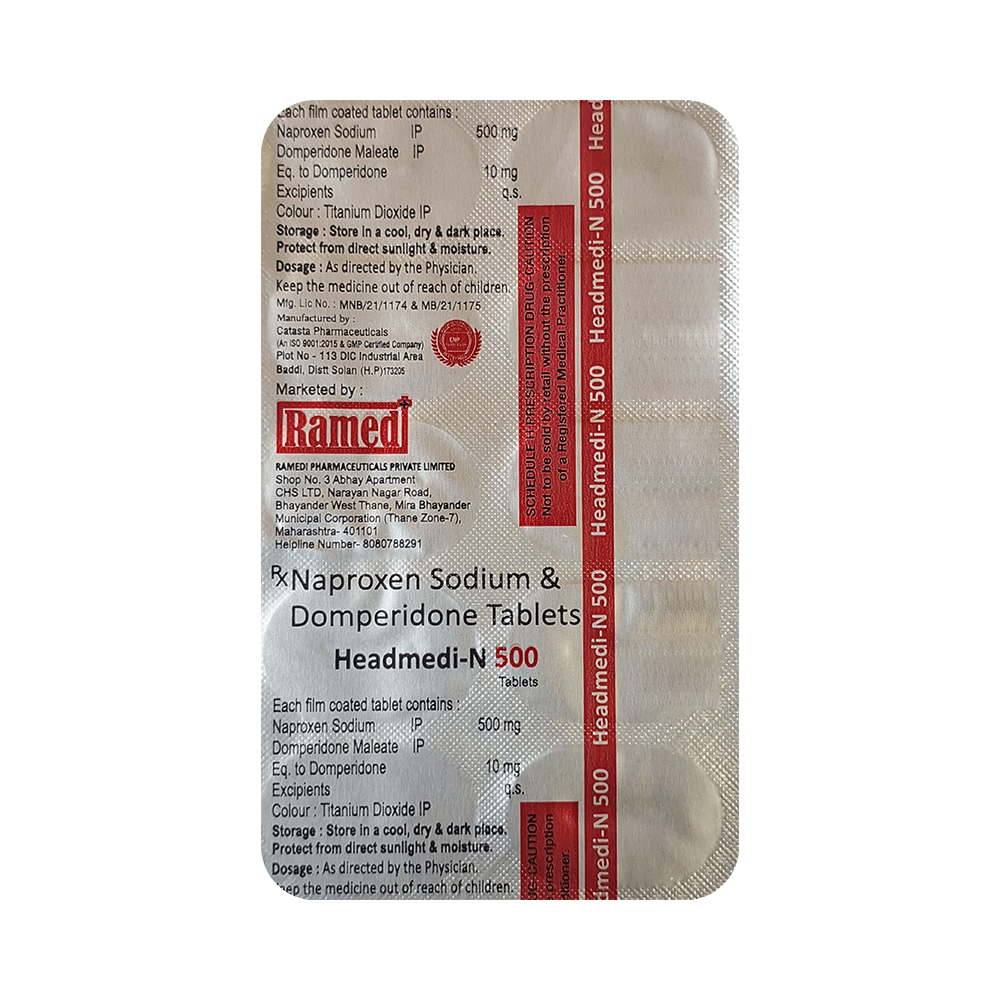 Each film coated tablet contains :
Naproxen Sodium IP 500 mg
Domperidone Maleate IP
Eq. to Domperidone 10 mg
Excipients q.s.
Colour : Titanium Dioxide IP
Storage : Store in a cool, dry & dark place.
Protect from direct sunlight & moisture.
Dosage : As directed by the Physician.
Keep the medicine out of reach of children.
Mfg. Lic No. : MNB/21/1174 & MB/21/1175
Manufactured by :
Catasta Pharmaceuticals
(An ISO 9001:2015 & GMP Certified Company)
Plot No - 113 DIC Industrial Area
Baddi, Distt Solan (H.P)173205
GMP
Marketed by :
Ramedi
RAMEDI PHARMACEUTICALS PRIVATE LIMITED
Shop No. 3 Abhay Apartment
CHS LTD, Narayan Nagar Road,
Bhayander West Thane, Mira Bhayander
Municipal Corporation (Thane Zone-7),
Maharashtra- 401101
Helpline Number- 8080788291
Rx Naproxen Sodium &
Domperidone Tablets
Headmedi-N 500
Tablets
Each film coated tablet contains :
Naproxen Sodium IP 500 mg
Domperidone Maleate IP
Eq. to Domperidone 10 mg
Excipients q.s.
Colour : Titanium Dioxide IP
Storage : Store in a cool, dry & dark place.
Protect from direct sunlight & moisture.
Dosage : As directed by the Physician.
eep the medicine out of reach of children.
SCHEDULE H PRESCRIPTION DRUG-CAUTION
Not to be sold by retail without the prescription
of a Registered Medical Practitioner.
UG-CAUTION
prescription
titioner.
Head
Headmedi-N 500
Headmedi-N 500
Headmedi-N 500
dmedi-N 500